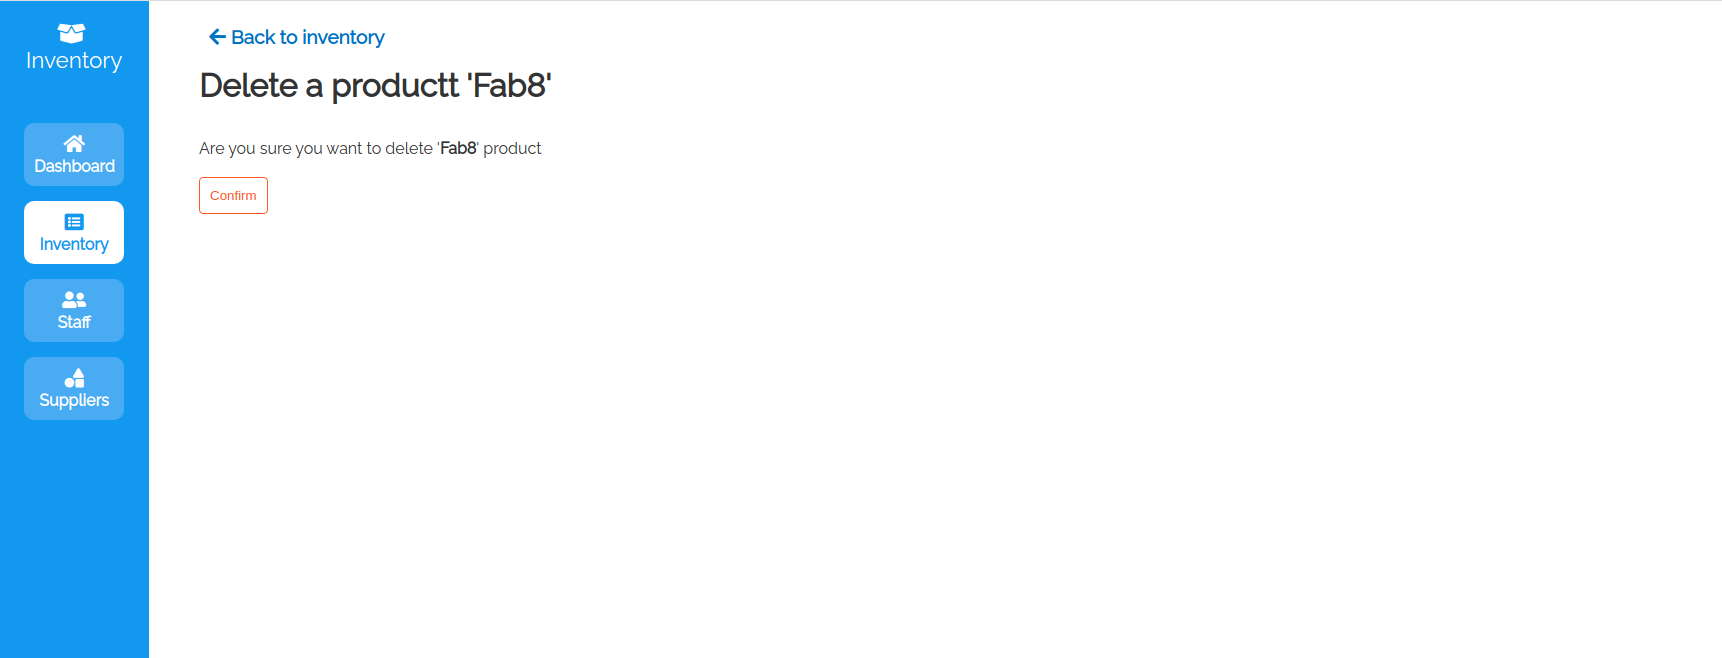 Inventory
Dashboard
Inventory
Staff
Suppliers
Back to inventory
Delete a productt 'Fab8'
Are you sure you want to delete 'Fab8' product
Confirm